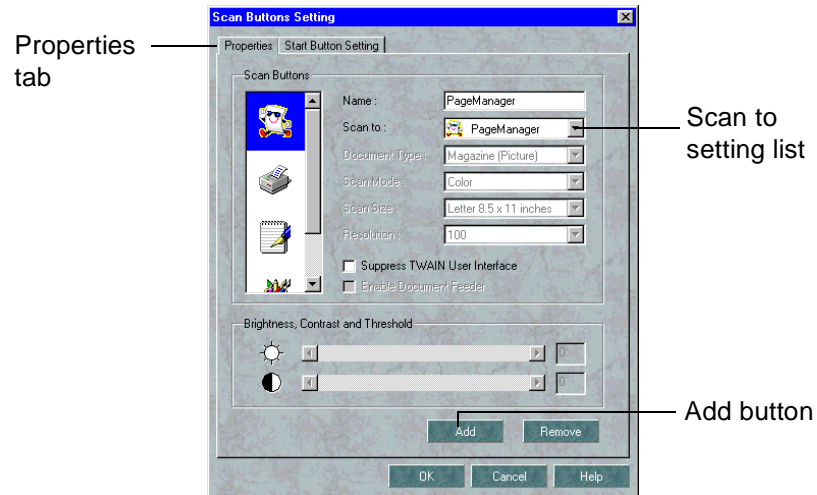 Scan Buttons Setting
Properties tab
Properties
Start Button Setting
Scan Buttons
Name :
PageManager
Scan to :
PageManager
Scan to setting list
Document Type :
Magazine (Picture)
Scan Mode :
Color
Scan Size :
Letter 8.5 x 11 inches
Resolution :
100
Suppress TWAIN User Interface
Enable Document Feeder
Brightness, Contrast and Threshold
0
0
Add button
Add
Remove
OK
Cancel
Help